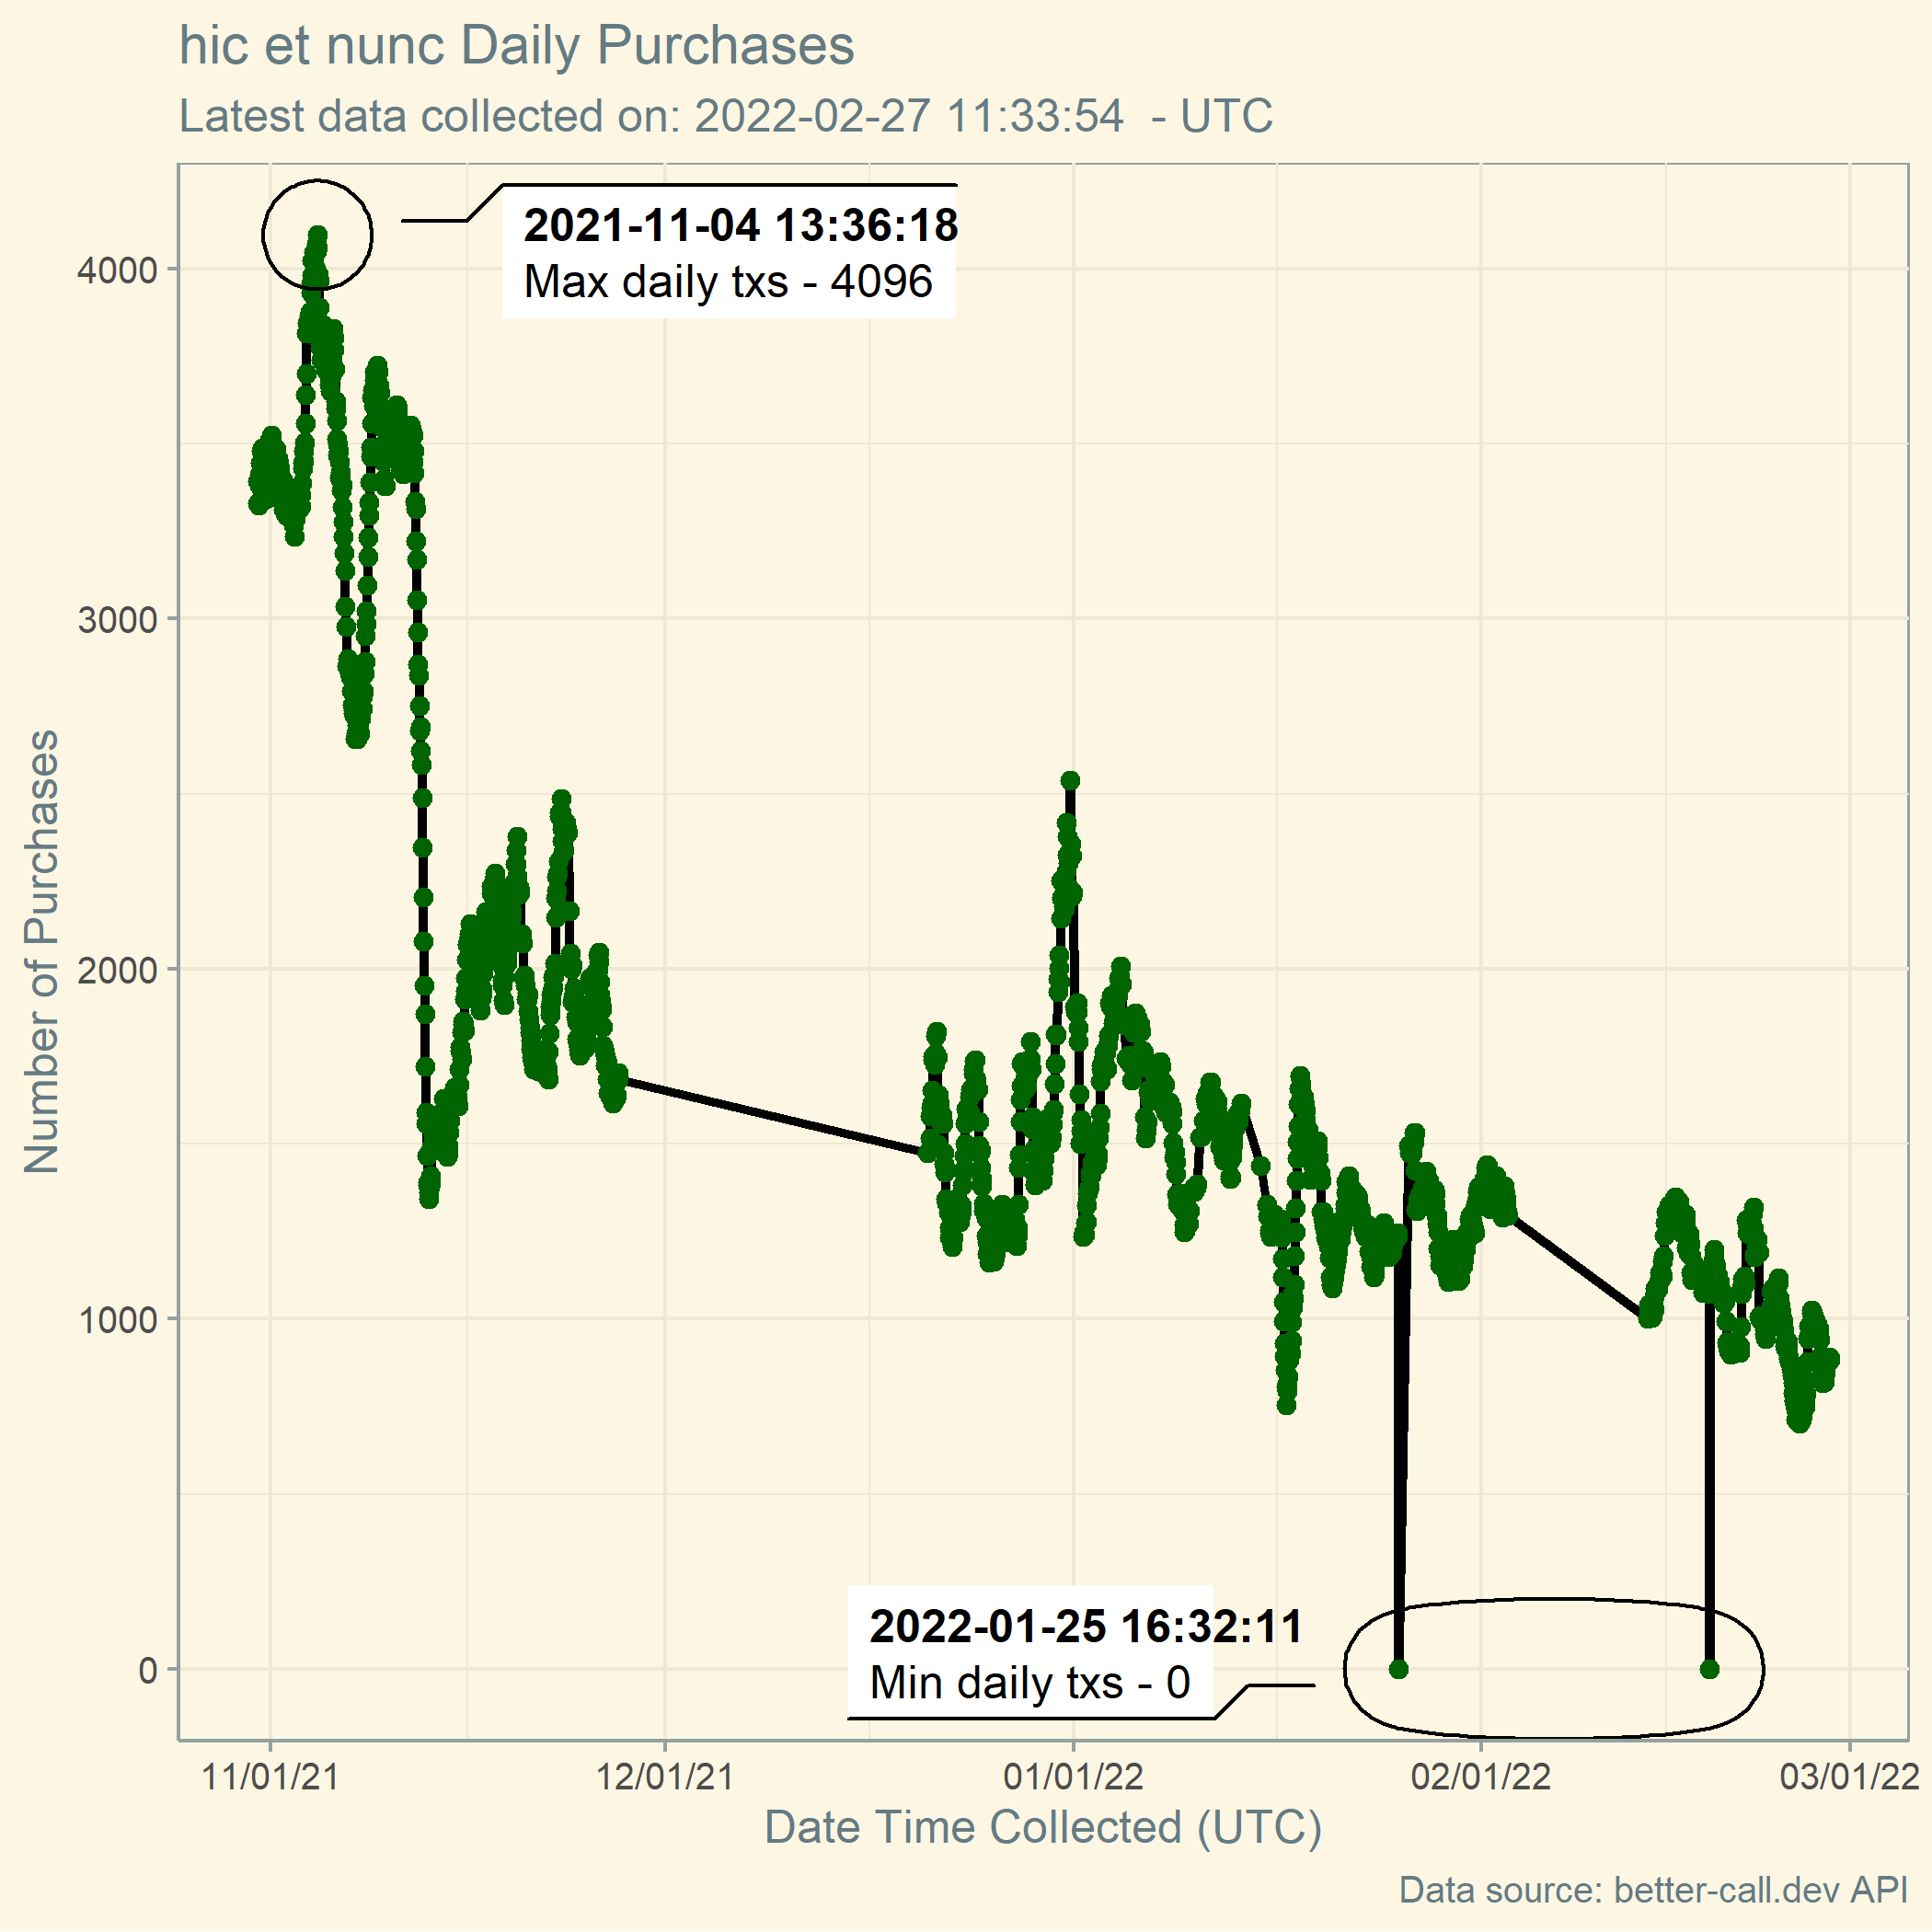 hic et nunc Daily Purchases
Latest data collected on: 2022-02-27 11:33:54  - UTC
2021-11-04 13:36:18
Max daily txs - 4096
4000
3000
2000
1000
0
Number of Purchases
2022-01-25 16:32:11
Min daily txs - 0
11/01/21 12/01/21 01/01/22 02/01/22 03/01/22
Date Time Collected (UTC)
Data source: better-call.dev API